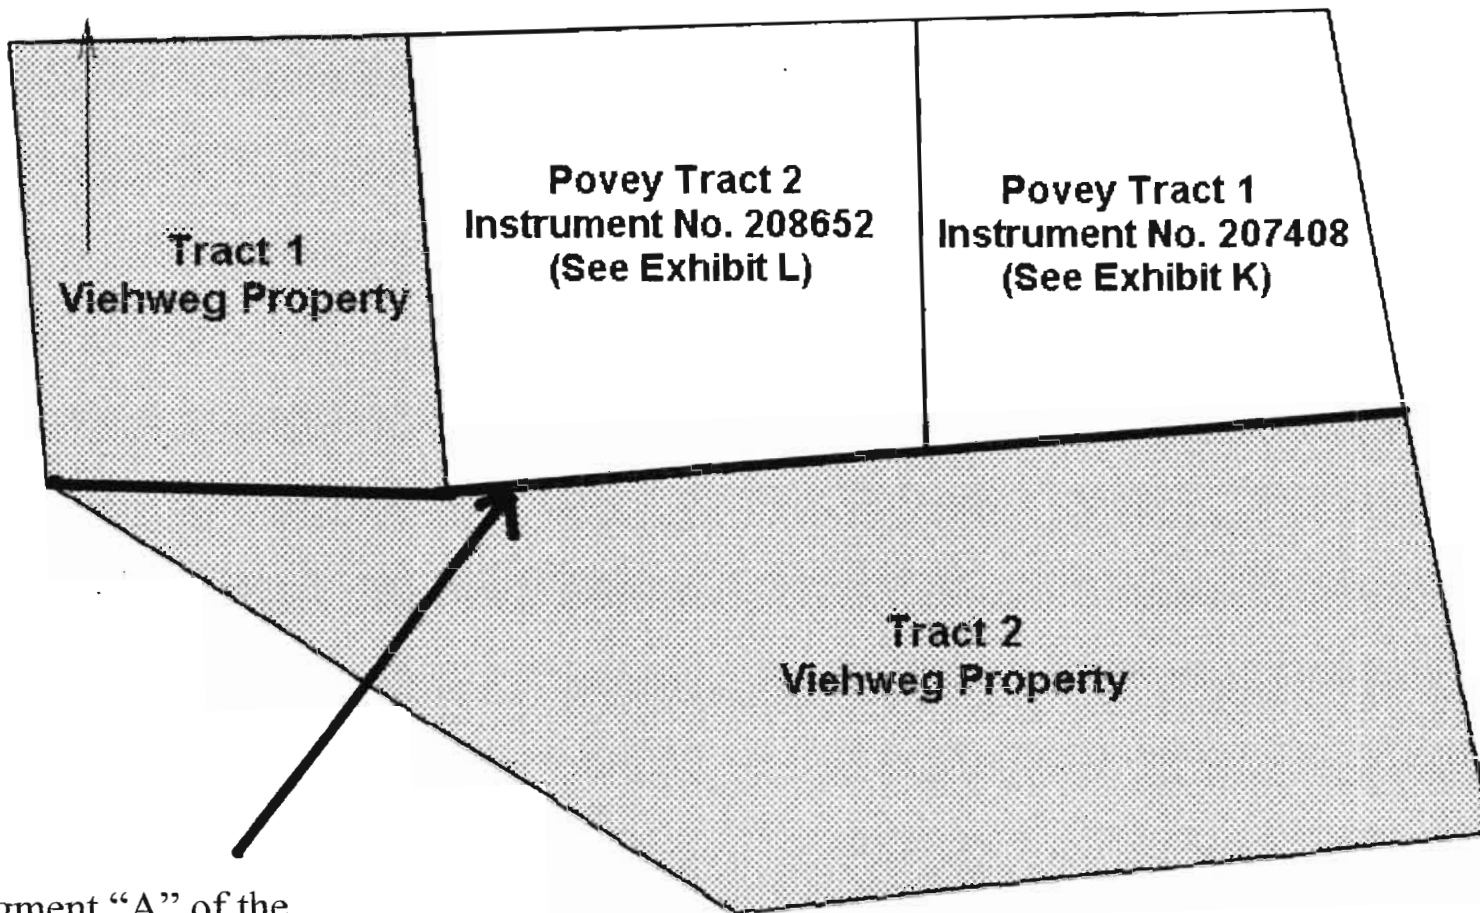 Povey Tract 2
Instrument No. 208652
(See Exhibit L)
Povey Tract 1
Instrument No. 207408
(See Exhibit K)
Tract 1
Viehweg Property
Tract 2
Viehweg Property
gment “A” of the